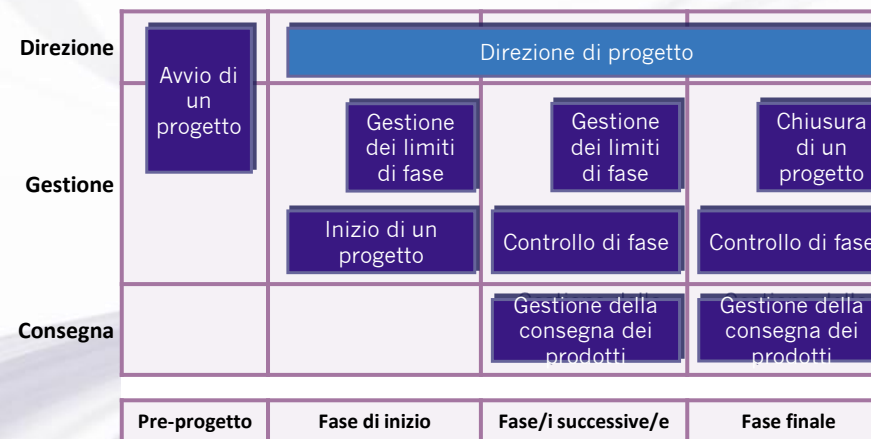 Direzione
Avvio di
un
progetto
Direzione di progetto
Gestione
Gestione
dei limiti
di fase
Gestione
dei limiti
di fase
Chiusura
di un
progetto
Inizio di un
progetto
Controllo di fase
Controllo di fase
Consegna
Gestione della
consegna dei
prodotti
Gestione della
consegna dei
prodotti
Pre-progetto
Fase di inizio
Fase/i successive/e
Fase finale